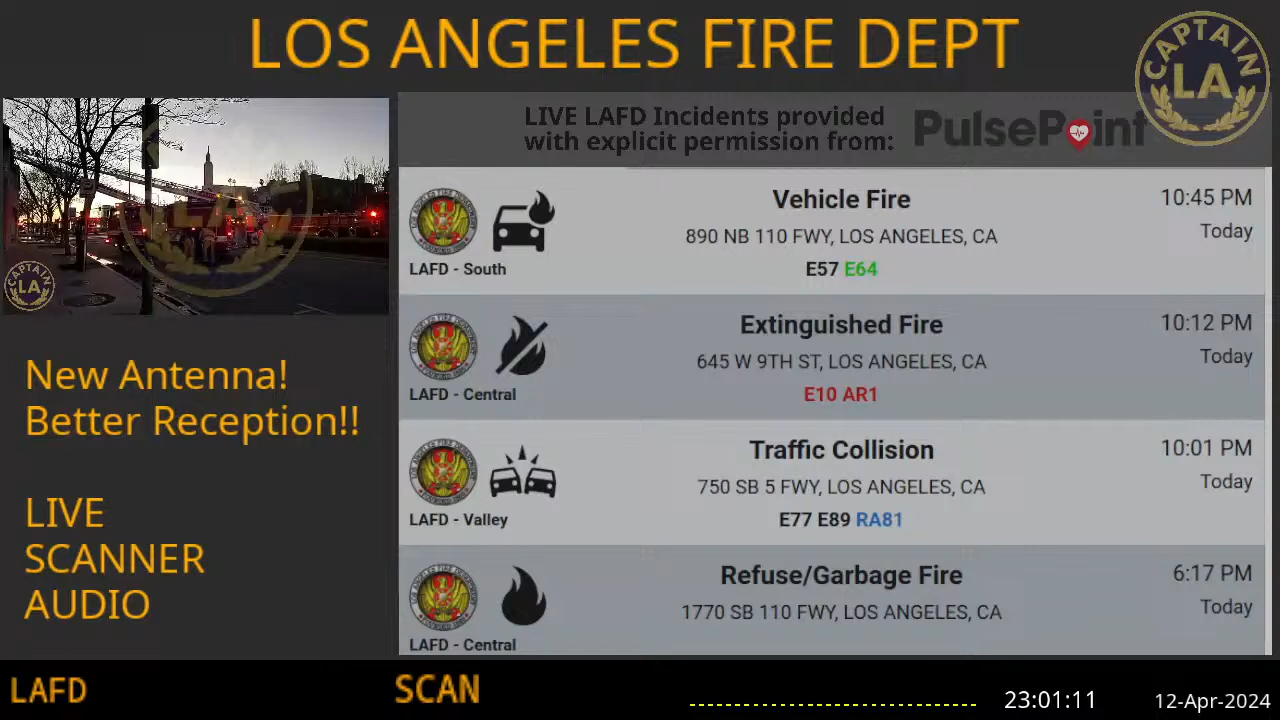 LOS ANGELES FIRE DEPT
CAPTAIN
LA
LIVE LAFD Incidents provided
with explicit permission from:
PulsePoint
LA
CAPTAIN
LA
Vehicle Fire
10:45 PM
890 NB 110 FWY, LOS ANGELES, CA
Today
LAFD - South
E57 E64
Extinguished Fire
10:12 PM
645 W 9TH ST, LOS ANGELES, CA
Today
LAFD - Central
E10 AR1
Traffic Collision
10:01 PM
750 SB 5 FWY, LOS ANGELES, CA
Today
LAFD - Valley
E77 E89 RA81
Refuse/Garbage Fire
6:17 PM
1770 SB 110 FWY, LOS ANGELES, CA
Today
LAFD - Central
New Antenna!
Better Reception!!
LIVE
SCANNER
AUDIO
LAFD
SCAN
23:01:11
12-Apr-2024